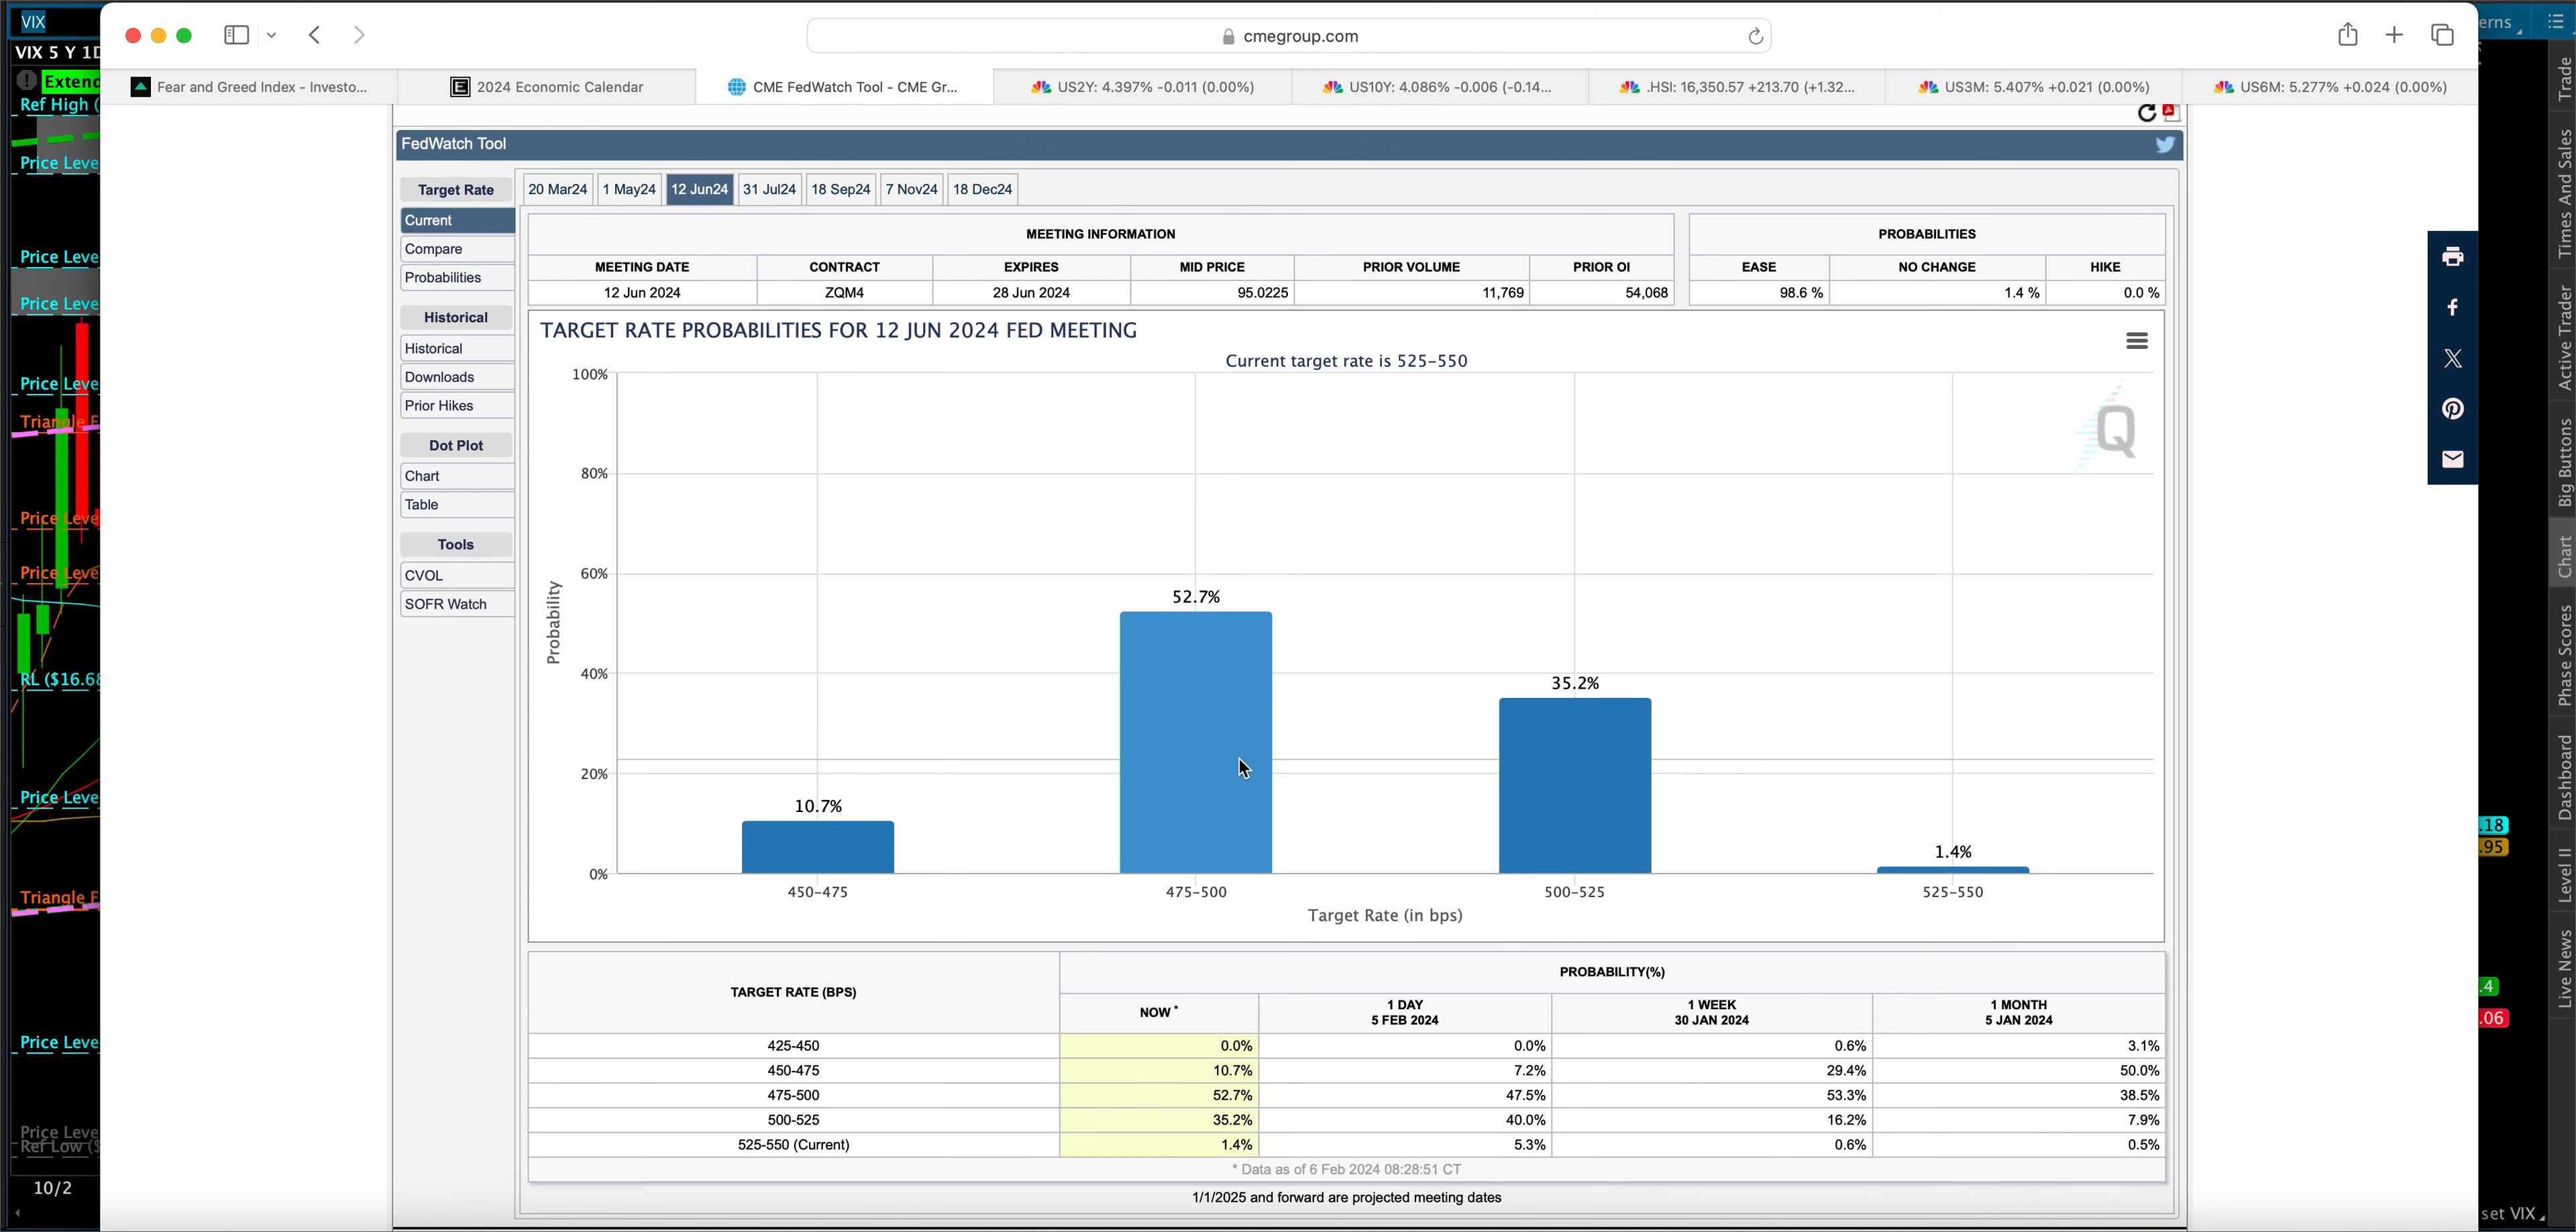 VIX
VIX 5 Y 1D
Extend
Ref High (
Price Leve
Price Leve
Price Leve
Price Leve
Triangle F
Price Leve
Price Leve
RL ($16.68
Price Leve
Triangle F
Price Leve
Price Leve
Ref Low ($
10/2
cmegroup.com
Fear and Greed Index - Investo...
2024 Economic Calendar
CME FedWatch Tool - CME Gr...
US2Y: 4.397% -0.011 (0.00%)
US10Y: 4.086% -0.006 (-0.14...
.HSI: 16,350.57 +213.70 (+1.32...
US3M: 5.407% +0.021 (0.00%)
US6M: 5.277% +0.024 (0.00%)
FedWatch Tool
Target Rate
Current
Compare
Probabilities
Historical
Historical
Downloads
Prior Hikes
Dot Plot
Chart
Table
Tools
CVOL
SOFR Watch
20 Mar24 1 May24 12 Jun24 31 Jul24 18 Sep24 7 Nov24 18 Dec24
MEETING INFORMATION
MEETING DATE CONTRACT EXPIRES MID PRICE PRIOR VOLUME PRIOR OI
12 Jun 2024 ZQM4 28 Jun 2024 95.0225 11,769 54,068
PROBABILITIES
EASE NO CHANGE HIKE
98.6 % 1.4 % 0.0 %
TARGET RATE PROBABILITIES FOR 12 JUN 2024 FED MEETING
Current target rate is 525–550
Q
Probability
100%
80%
60%
40%
20%
0%
10.7%
52.7%
35.2%
1.4%
450–475 475–500 500–525 525–550
Target Rate (in bps)
TARGET RATE (BPS) PROBABILITY(%)
NOW * 1 DAY 5 FEB 2024 1 WEEK 30 JAN 2024 1 MONTH 5 JAN 2024
425-450 0.0% 0.0% 0.6% 3.1%
450-475 10.7% 7.2% 29.4% 50.0%
475-500 52.7% 47.5% 53.3% 38.5%
500-525 35.2% 40.0% 16.2% 7.9%
525-550 (Current) 1.4% 5.3% 0.6% 0.5%
* Data as of 6 Feb 2024 08:28:51 CT
1/1/2025 and forward are projected meeting dates
erns
Trade
Times And Sales
Active Trader
Big Buttons
Chart
Phase Scores
Dashboard
Level II
Live News
.18
.95
.4
.06
set VIX